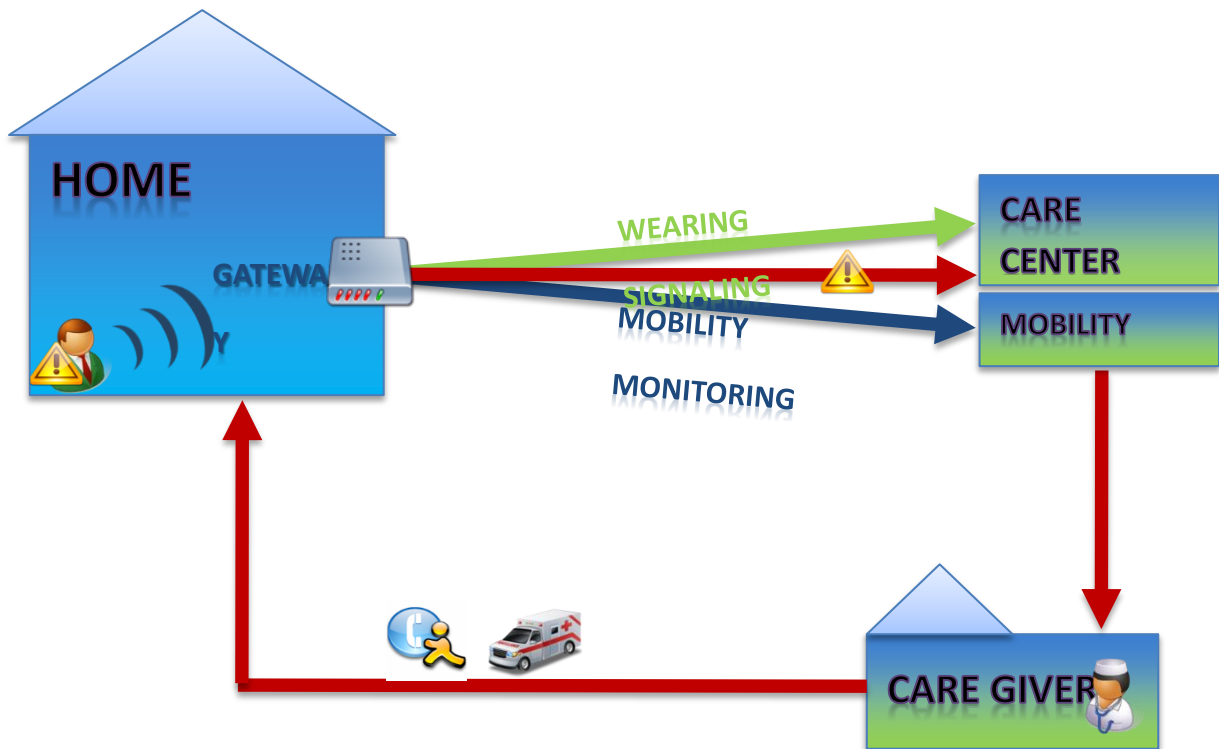 HOME
GATEWA
Y
WEARING
SIGNALING
MOBILITY
MONITORING
CARE
CENTER
MOBILITY
CARE GIVER